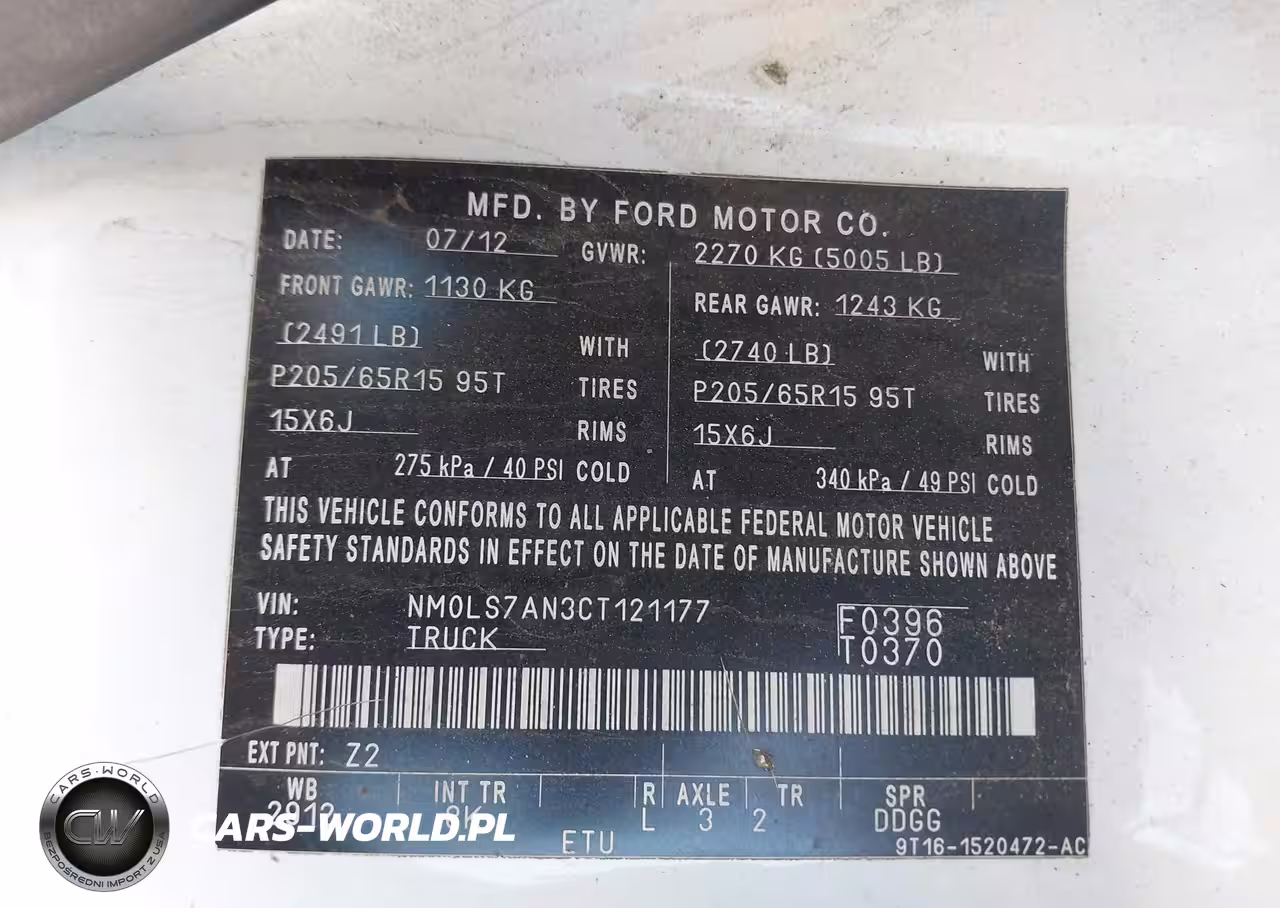 MFD. BY FORD MOTOR CO.
DATE: 07/12 GVWR: 2270 KG (5005 LB)
FRONT GAWR: 1130 KG REAR GAWR: 1243 KG
(2491 LB) WITH (2740 LB) WITH
P205/65R15 95T TIRES P205/65R15 95T TIRES
15X6J RIMS 15X6J RIMS
AT 275 kPa / 40 PSI COLD AT 340 kPa / 49 PSI COLD
THIS VEHICLE CONFORMS TO ALL APPLICABLE FEDERAL MOTOR VEHICLE
SAFETY STANDARDS IN EFFECT ON THE DATE OF MANUFACTURE SHOWN ABOVE
VIN: NM0LS7AN3CT121177 F0396
TYPE: TRUCK T0370
EXT PNT: Z2
WB INT TR R AXLE TR SPR
2912 L 3 2 DDGG
ETU 9T16-1520472-AC
CARS-WORLD
CW
BEZPOŚREDNI IMPORT Z USA
CARS-WORLD.PL